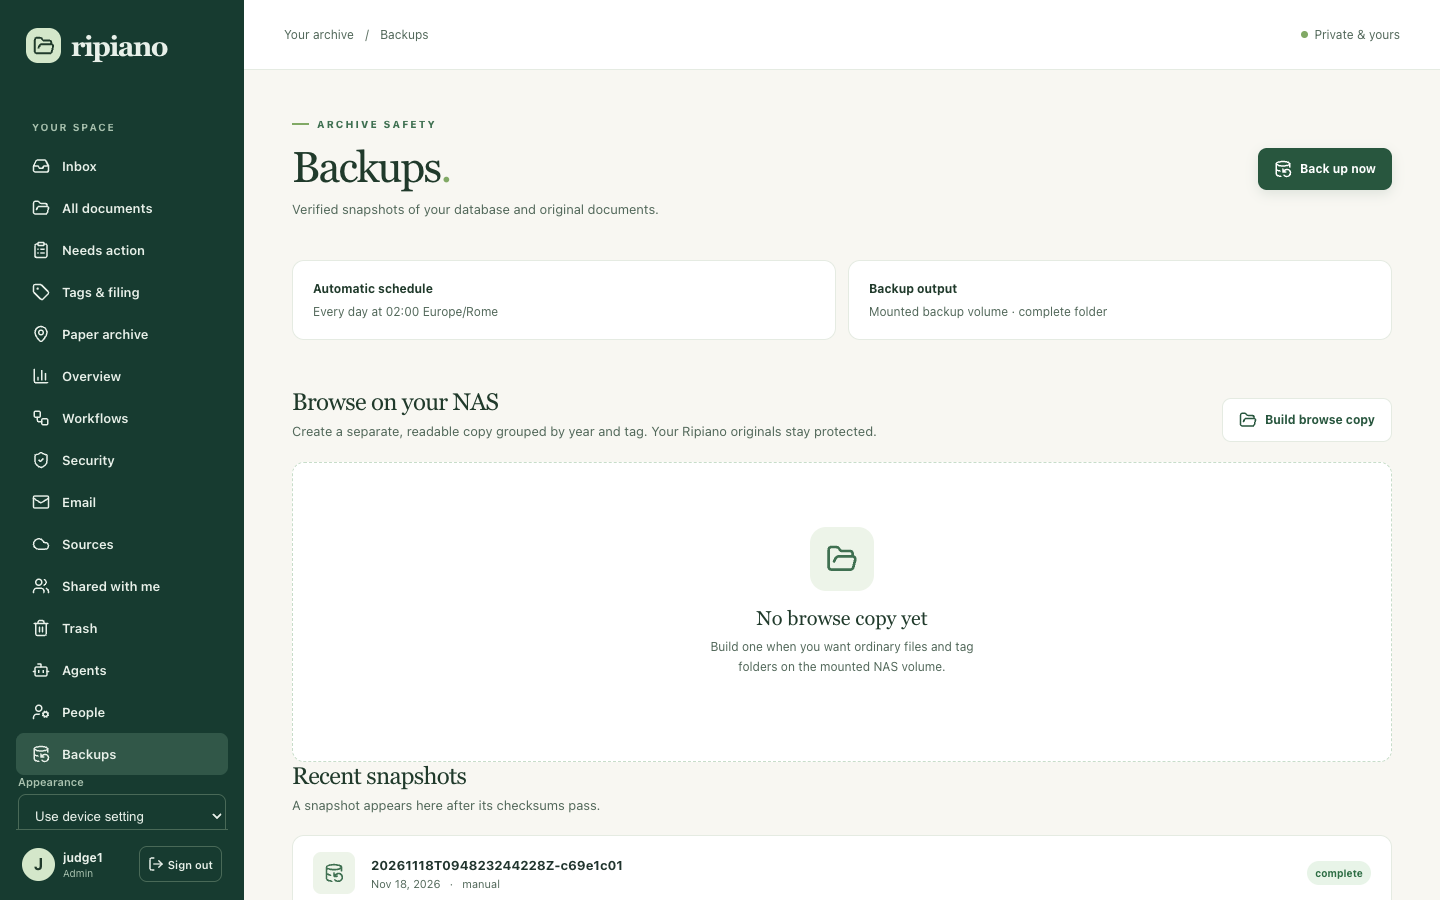 ripiano
YOUR SPACE
Inbox
All documents
Needs action
Tags & filing
Paper archive
Overview
Workflows
Security
Email
Sources
Shared with me
Trash
Agents
People
Backups
Appearance
Use device setting
J
judge1
Admin
Sign out
Your archive / Backups
Private & yours
ARCHIVE SAFETY
Backups.
Verified snapshots of your database and original documents.
Back up now
Automatic schedule
Every day at 02:00 Europe/Rome
Backup output
Mounted backup volume · complete folder
Browse on your NAS
Create a separate, readable copy grouped by year and tag. Your Ripiano originals stay protected.
Build browse copy
No browse copy yet
Build one when you want ordinary files and tag
folders on the mounted NAS volume.
Recent snapshots
A snapshot appears here after its checksums pass.
20261118T094823244228Z-c69e1c01
Nov 18, 2026 · manual
complete